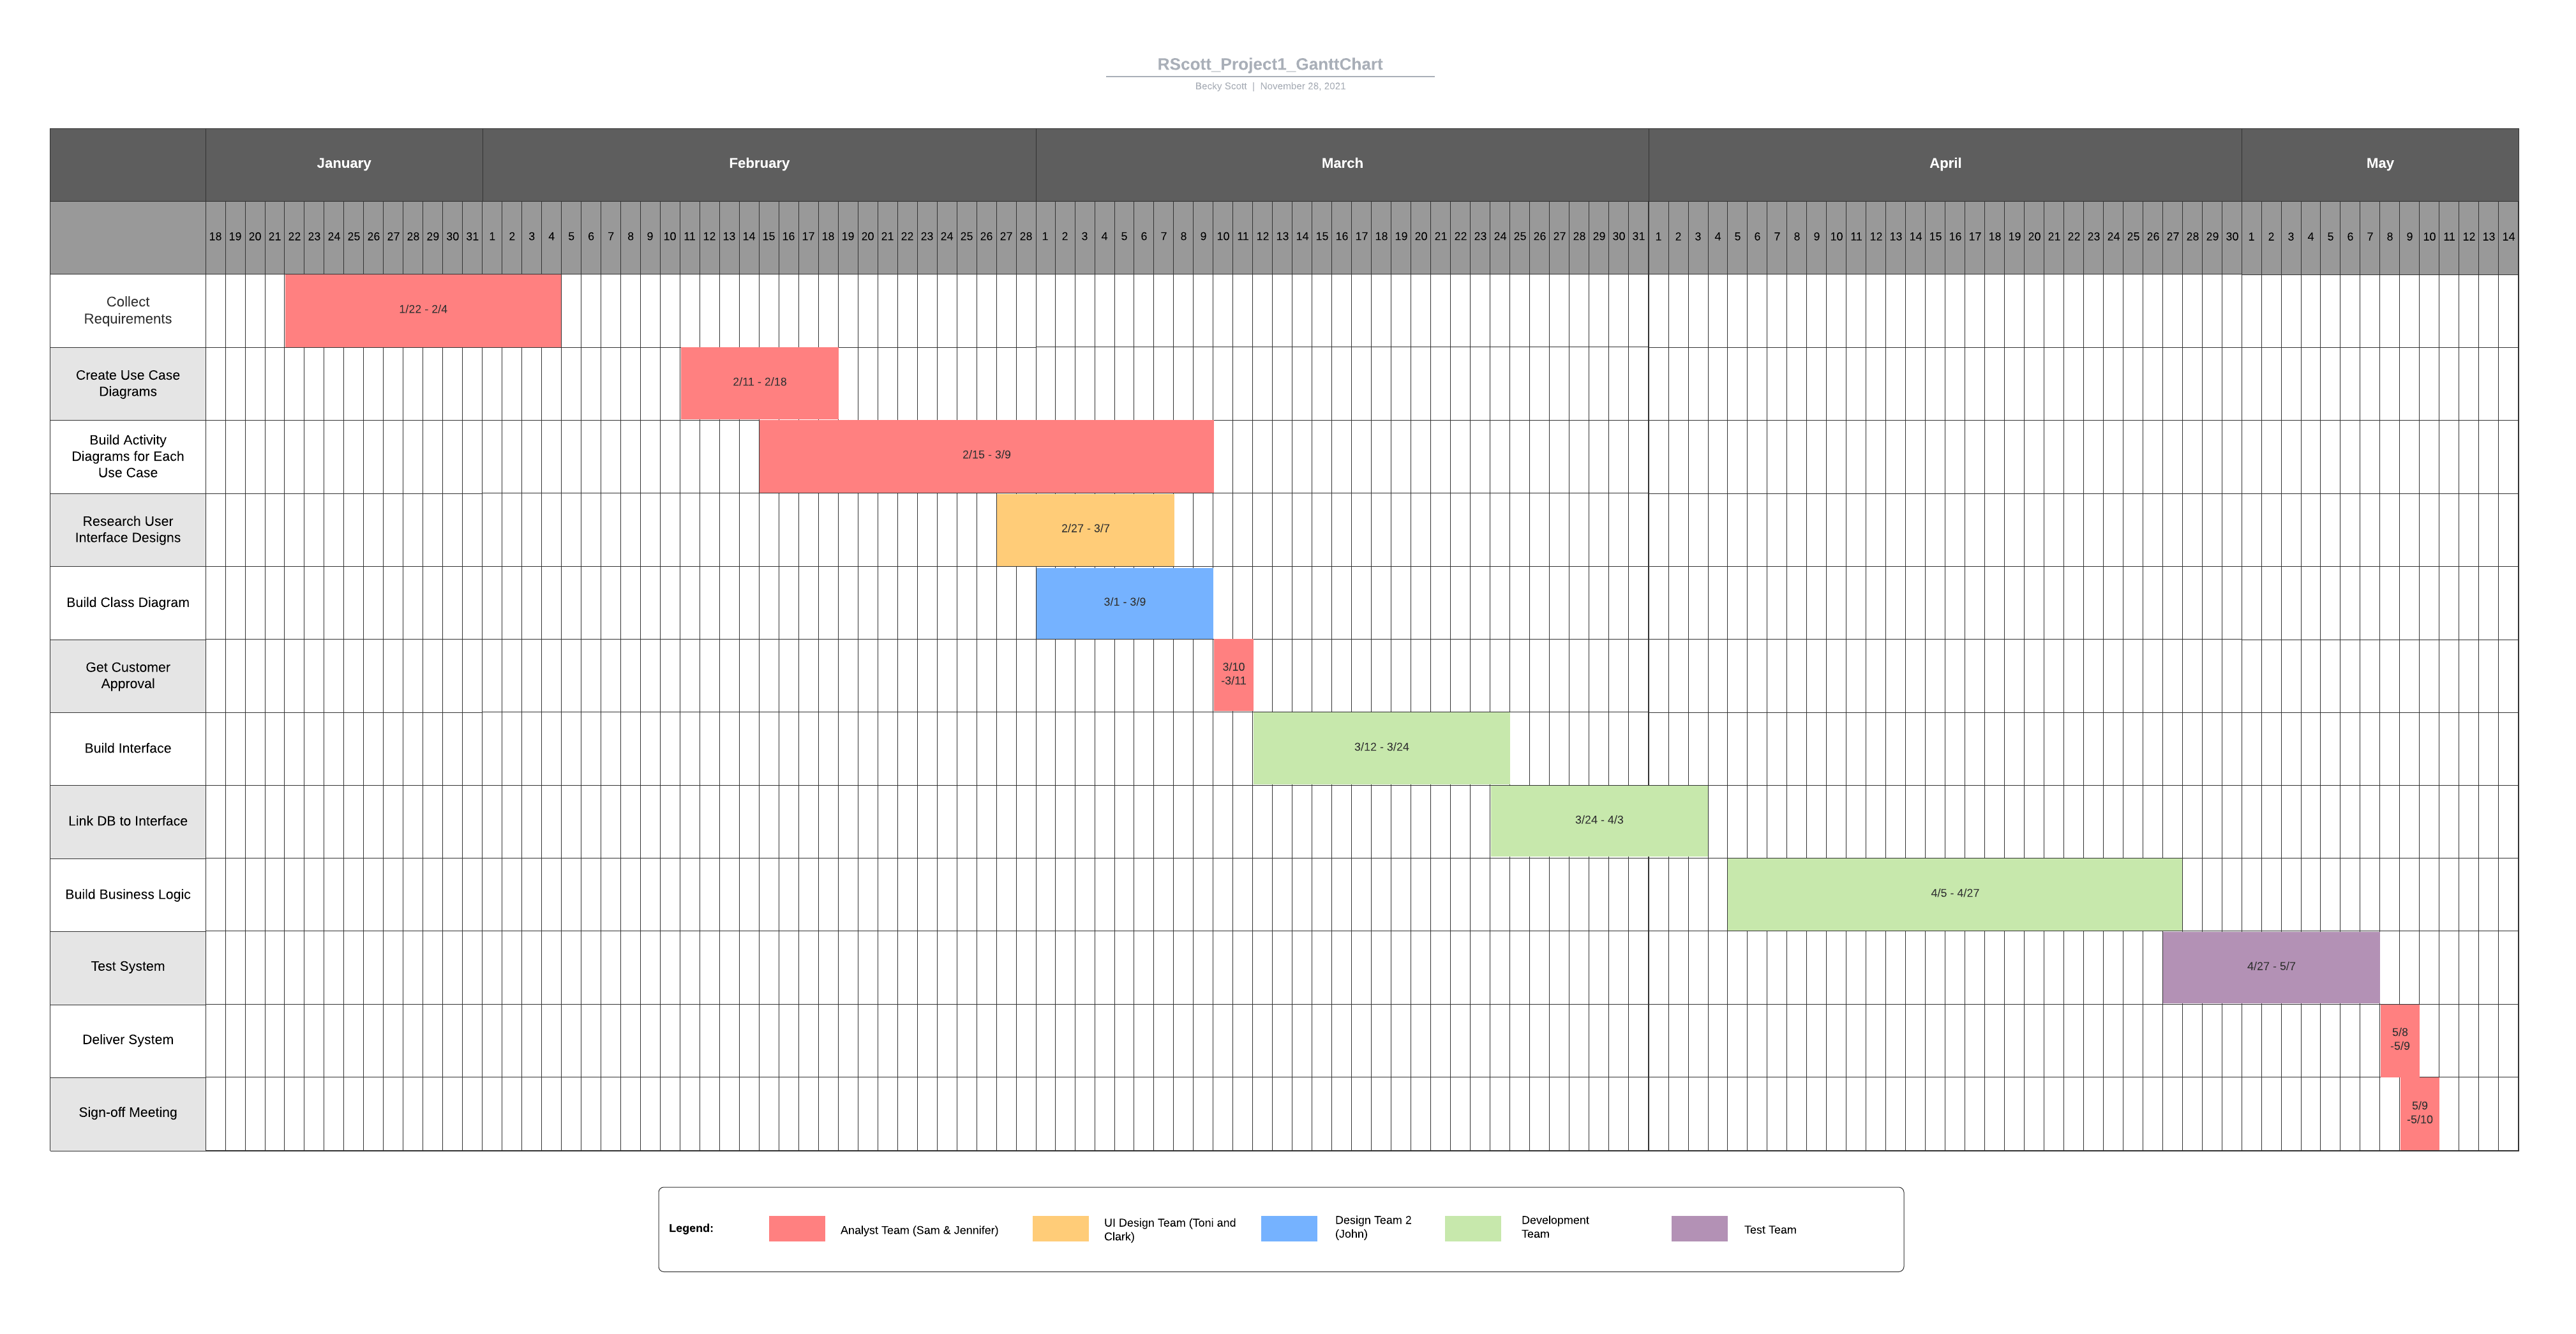 RScott_Project1_GanttChart
Becky Scott | November 28, 2021
January February March April May
18 19 20 21 22 23 24 25 26 27 28 29 30 31 1 2 3 4 5 6 7 8 9 10 11 12 13 14 15 16 17 18 19 20 21 22 23 24 25 26 27 28 1 2 3 4 5 6 7 8 9 10 11 12 13 14 15 16 17 18 19 20 21 22 23 24 25 26 27 28 29 30 31 1 2 3 4 5 6 7 8 9 10 11 12 13 14 15 16 17 18 19 20 21 22 23 24 25 26 27 28 29 30 1 2 3 4 5 6 7 8 9 10 11 12 13 14
Collect
Requirements
1/22 - 2/4
Create Use Case
Diagrams
2/11 - 2/18
Build Activity
Diagrams for Each
Use Case
2/15 - 3/9
Research User
Interface Designs
2/27 - 3/7
Build Class Diagram
3/1 - 3/9
Get Customer
Approval
3/10
-3/11
Build Interface
3/12 - 3/24
Link DB to Interface
3/24 - 4/3
Build Business Logic
4/5 - 4/27
Test System
4/27 - 5/7
Deliver System
5/8
-5/9
Sign-off Meeting
5/9
-5/10
Legend:
Analyst Team (Sam & Jennifer)
UI Design Team (Toni and
Clark)
Design Team 2
(John)
Development
Team
Test Team